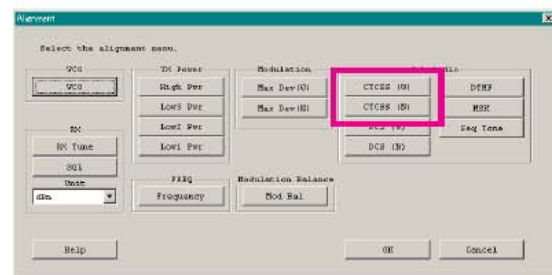 Alignment
Select the alignment menu.
VCO
VCO
RX
RX Tune
SQL
Unit
dBm
TX Power
High Pwr
Low3 Pwr
Low2 Pwr
Low1 Pwr
FREQ
Frequency
Modulation
Max Dev(W)
Max Dev(N)
Modulation Balance
Mod Bal
CTCSS (W)
CTCSS (N)
DCS (W)
DCS (N)
DTMF
MSK
Seq Tone
Help
OK
Cancel